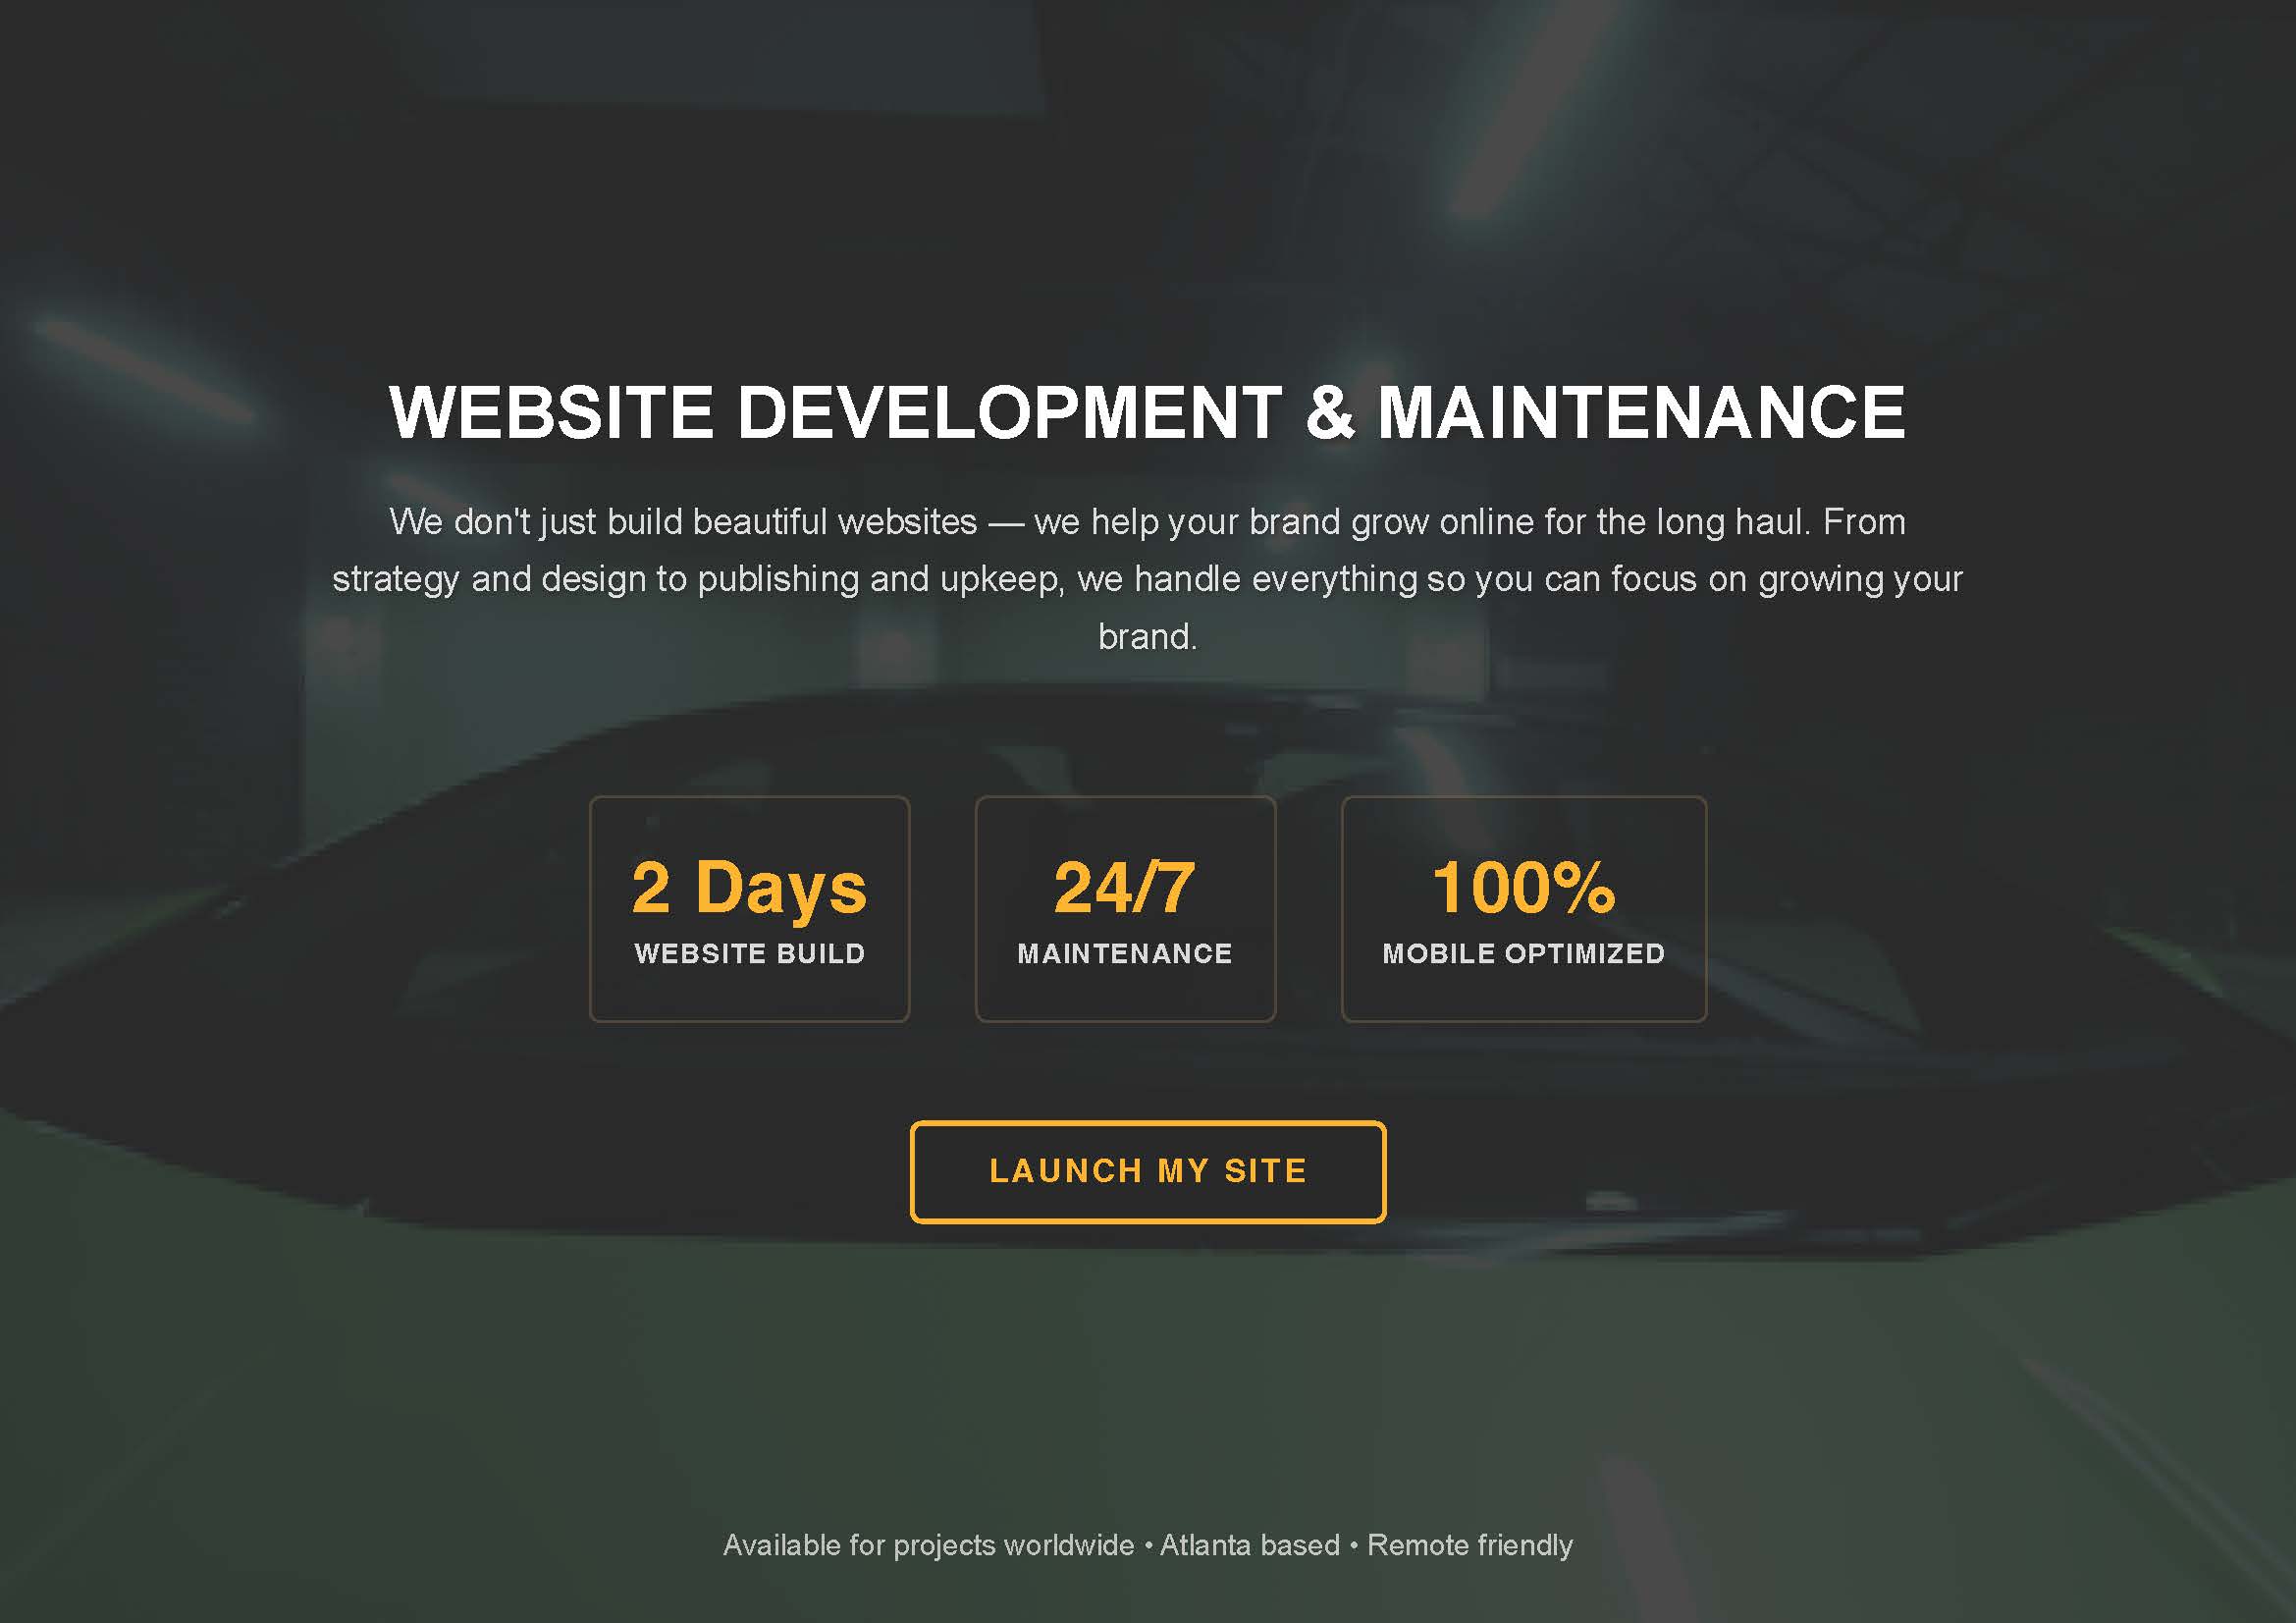 WEBSITE DEVELOPMENT & MAINTENANCE
We don't just build beautiful websites — we help your brand grow online for the long haul. From
strategy and design to publishing and upkeep, we handle everything so you can focus on growing your
brand.
2 Days
WEBSITE BUILD
24/7
MAINTENANCE
100%
MOBILE OPTIMIZED
LAUNCH MY SITE
Available for projects worldwide • Atlanta based • Remote friendly